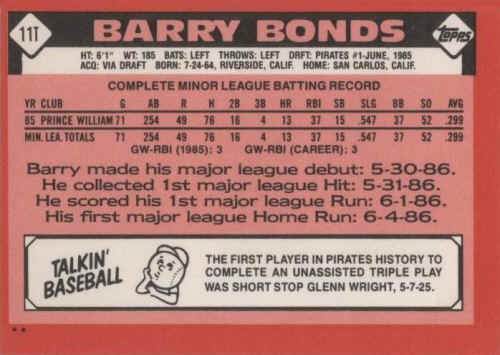 11T BARRY BONDS Topps
HT: 6'1" WT: 185 BATS: LEFT THROWS: LEFT DRFT: PIRATES #1-JUNE, 1985
ACQ: VIA DRAFT BORN: 7-24-64, RIVERSIDE, CALIF. HOME: SAN CARLOS, CALIF.
COMPLETE MINOR LEAGUE BATTING RECORD
YR CLUB G AB R H 2B 3B HR RBI SB SLG BB SO AVG
85 PRINCE WILLIAM 71 254 49 76 16 4 13 37 15 .547 37 52 .299
MIN. LEA. TOTALS 71 254 49 76 16 4 13 37 15 .547 37 52 .299
GW-RBI (1985): 3 GW-RBI (CAREER): 3
Barry made his major league debut: 5-30-86.
He collected 1st major league Hit: 5-31-86.
He scored his 1st major league Run: 6-1-86.
His first major league Home Run: 6-4-86.
TALKIN'
BASEBALL
THE FIRST PLAYER IN PIRATES HISTORY TO
COMPLETE AN UNASSISTED TRIPLE PLAY
WAS SHORT STOP GLENN WRIGHT, 5-7-25.
**